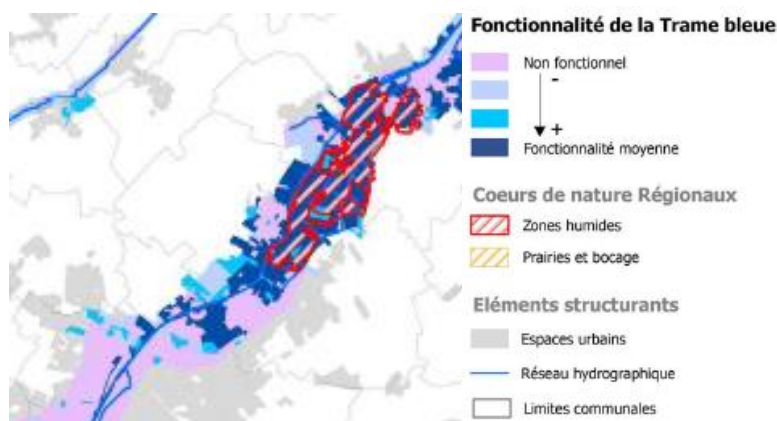 Fonctionnalité de la Trame bleue
Non fonctionnel
-
+
Fonctionnalité moyenne
Coeurs de nature Régionaux
Zones humides
Prairies et bocage
Eléments structurants
Espaces urbains
Réseau hydrographique
Limites communales